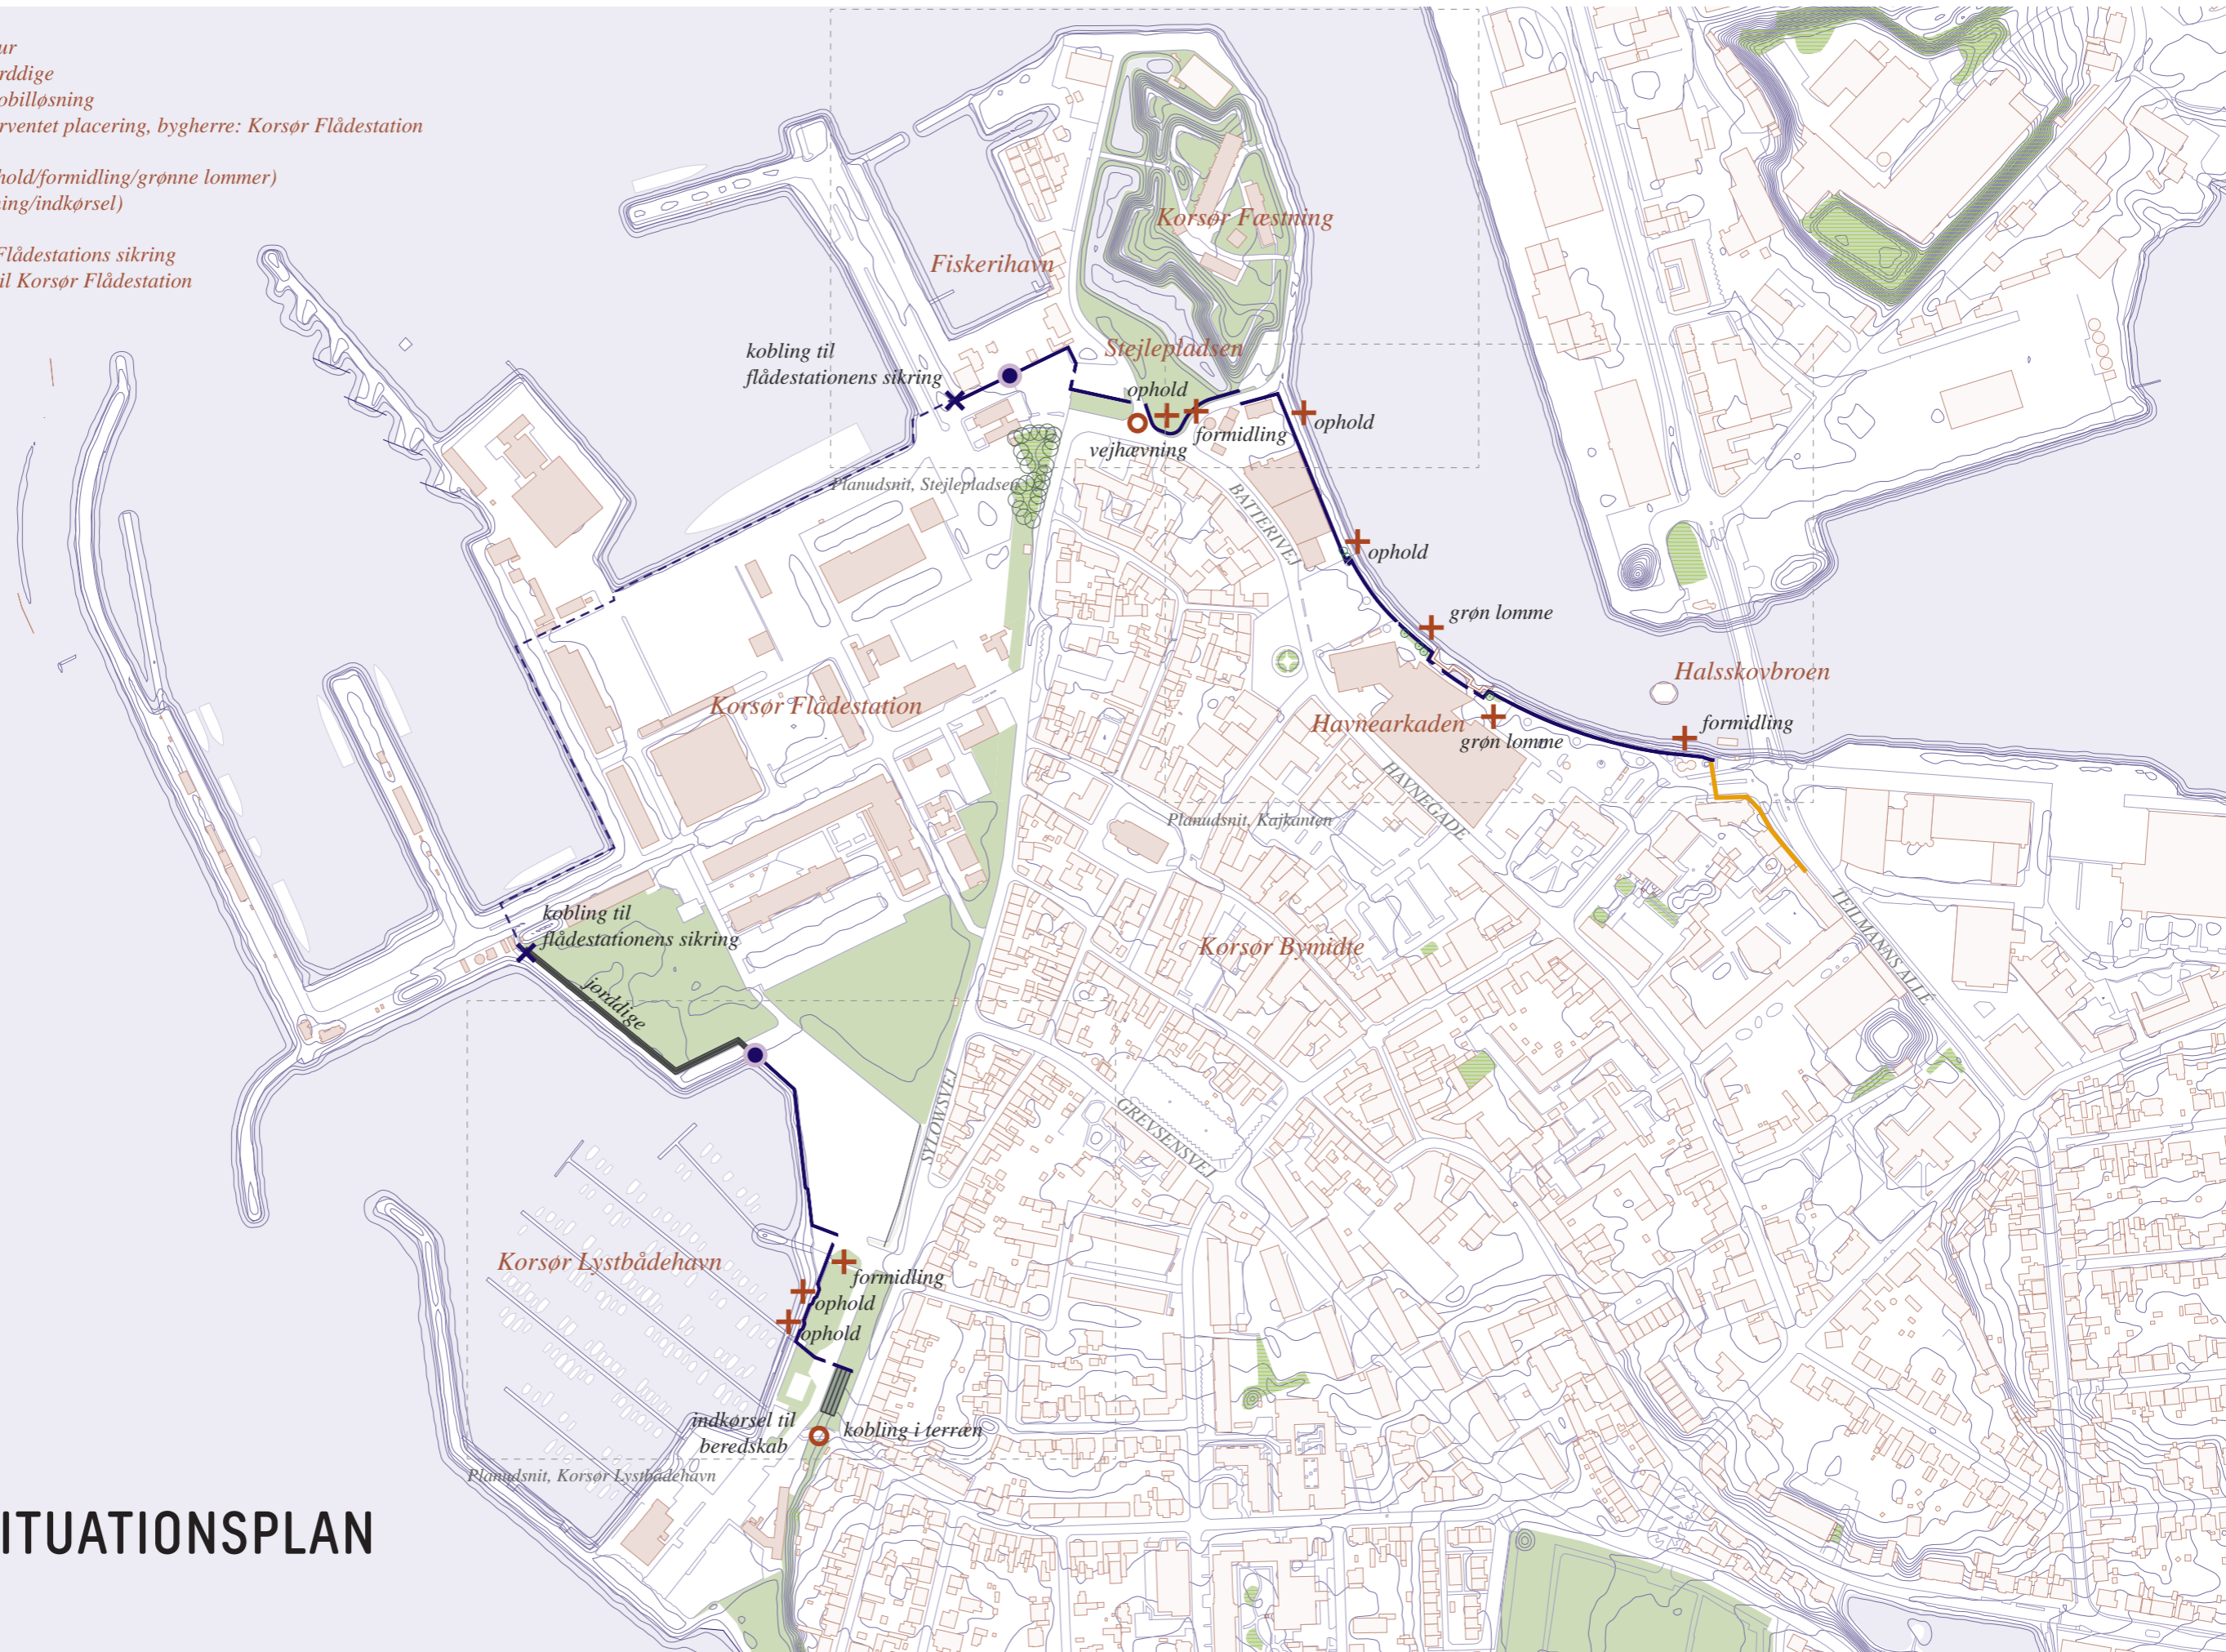 ur
rddige
obilløsning
rventet placering, bygherre: Korsør Flådestation
hold/formidling/grønne lommer)
ning/indkørsel)
Flådestations sikring
il Korsør Flådestation
Korsør Fæstning
Fiskerihavn
kobling til
flådestationens sikring
Stejlepladsen
ophold
ophold
formidling
vejhævning
Planudsnit, Stejlepladsen
BATTERIVEJ
ophold
grøn lomme
Halsskovbroen
Korsør Flådestation
Havnearkaden
formidling
grøn lomme
HAVNEGADE
Planudsnit, Kajkanten
TEILMANNS ALLÉ
kobling til
flådestationens sikring
Korsør Bymidte
jorddige
SYLOWSVEJ
GREVSENSVEJ
Korsør Lystbådehavn
formidling
ophold
ophold
indkørsel til
beredskab
kobling i terræn
Planudsnit, Korsør Lystbådehavn
ITUATIONSPLAN